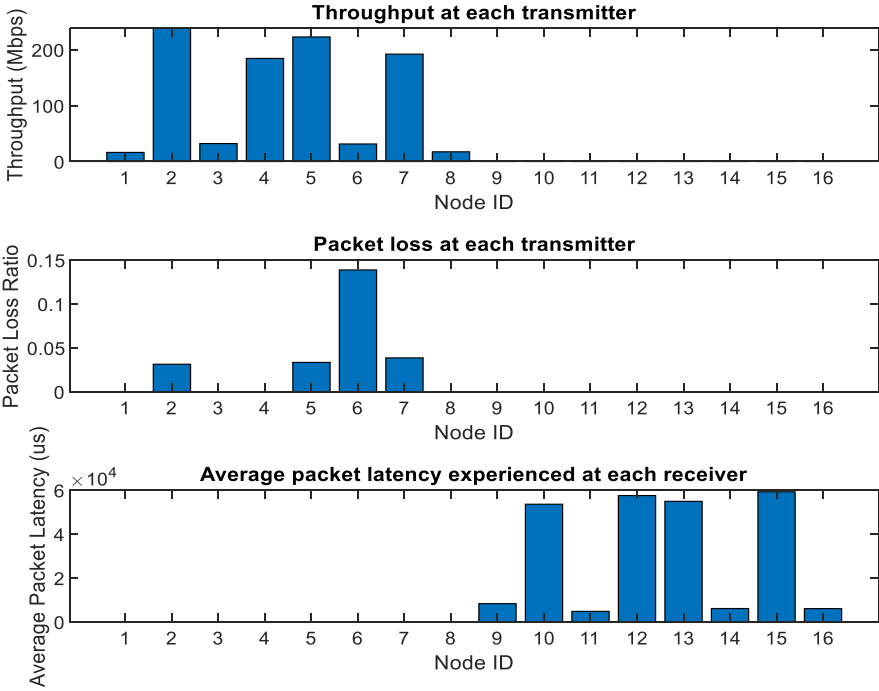 Throughput at each transmitter
Throughput (Mbps)
200
100
0
1 2 3 4 5 6 7 8 9 10 11 12 13 14 15 16
Node ID
Packet loss at each transmitter
Packet Loss Ratio
0.15
0.1
0.05
0
1 2 3 4 5 6 7 8 9 10 11 12 13 14 15 16
Node ID
Average packet latency experienced at each receiver
Average Packet Latency (us)
×10⁴
6
4
2
0
1 2 3 4 5 6 7 8 9 10 11 12 13 14 15 16
Node ID